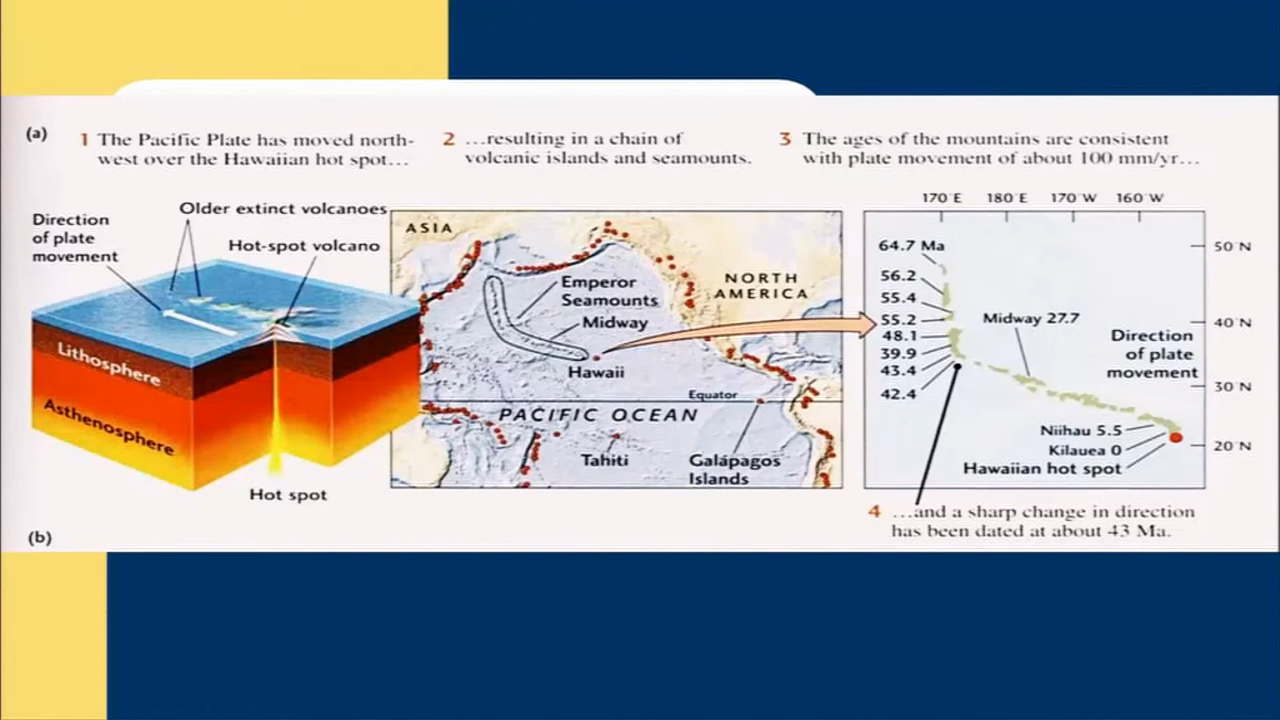 (a)
1 The Pacific Plate has moved north-
west over the Hawaiian hot spot...
2 ...resulting in a chain of
volcanic islands and seamounts.
3 The ages of the mountains are consistent
with plate movement of about 100 mm/yr...
Direction
of plate
movement
Older extinct volcanoes
Hot-spot volcano
Lithosphere
Asthenosphere
Hot spot
ASIA
NORTH
AMERICA
Emperor
Seamounts
Midway
Hawaii
Equator
PACIFIC OCEAN
Tahiti
Galápagos
Islands
170°E 180°E 170°W 160°W
64.7 Ma
56.2
55.4
55.2
48.1
39.9
43.4
42.4
Midway 27.7
Direction
of plate
movement
50°N
40°N
30°N
20°N
Niihau 5.5
Kilauea 0
Hawaiian hot spot
4 ...and a sharp change in direction
has been dated at about 43 Ma.
(b)